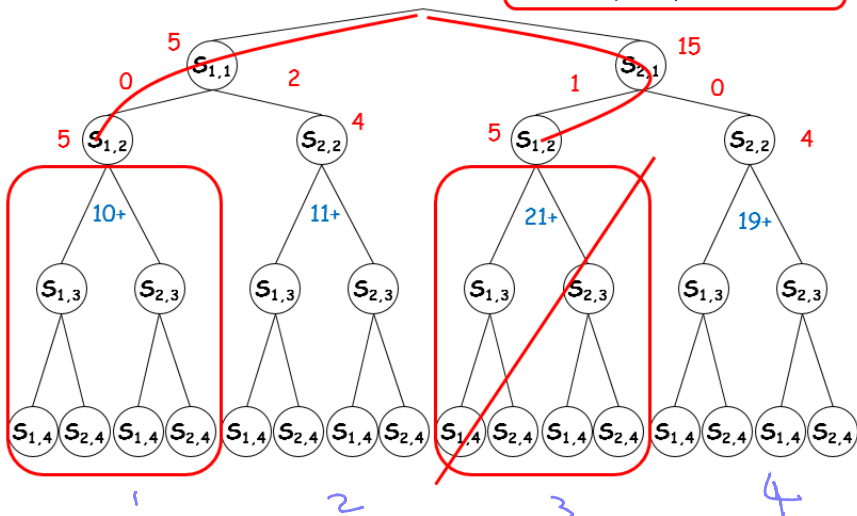 5 15
S1,1 S2,1
0 2 1 0
5 S1,2 S2,2 4 5 S1,2 S2,2 4
10+ 11+ 21+ 19+
S1,3 S2,3 S1,3 S2,3 S1,3 S2,3 S1,3 S2,3
S1,4 S2,4 S1,4 S2,4 S1,4 S2,4 S1,4 S2,4 S1,4 S2,4 S1,4 S2,4 S1,4 S2,4 S1,4 S2,4
1 2 3 4